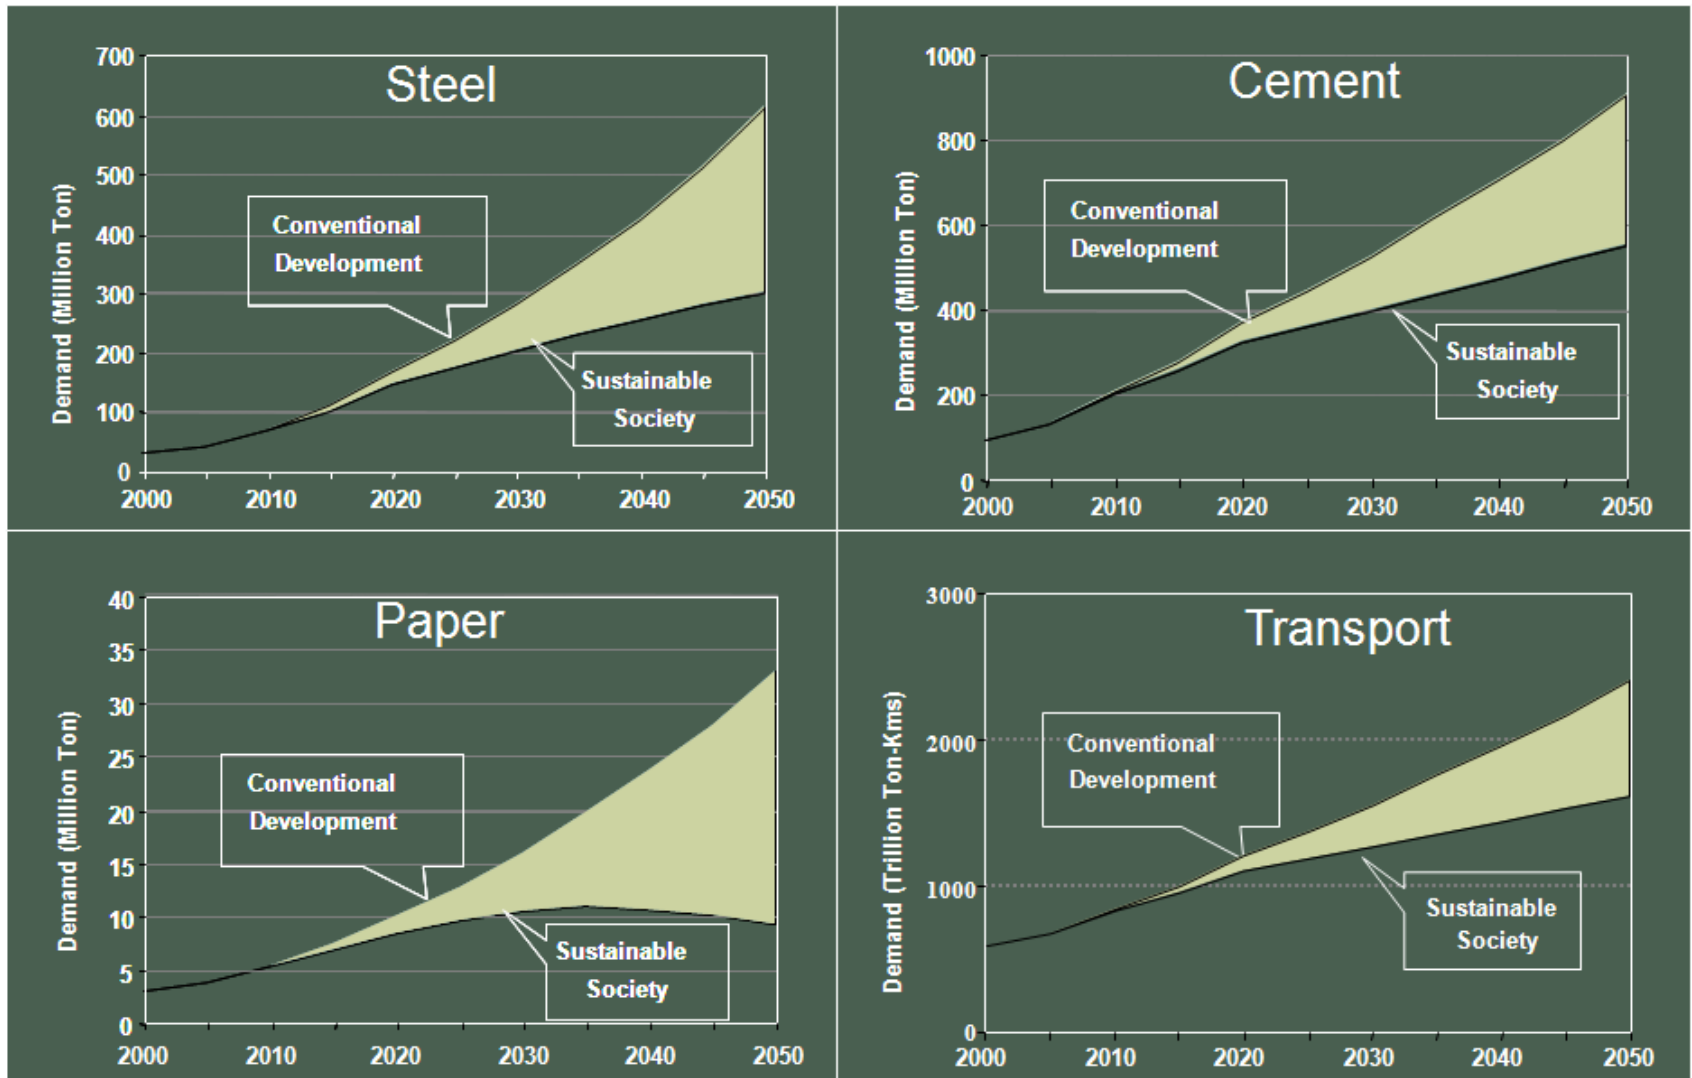 Steel
Demand (Million Ton)
700
600
500
400
300
200
100
0
Conventional
Development
Sustainable
Society
2000 2010 2020 2030 2040 2050
Cement
Demand (Million Ton)
1000
800
600
400
200
0
Conventional
Development
Sustainable
Society
2000 2010 2020 2030 2040 2050
Paper
Demand (Million Ton)
40
35
30
25
20
15
10
5
0
Conventional
Development
Sustainable
Society
2000 2010 2020 2030 2040 2050
Transport
Demand (Trillion Ton-Kms)
3000
2000
1000
0
Conventional
Development
Sustainable
Society
2000 2010 2020 2030 2040 2050